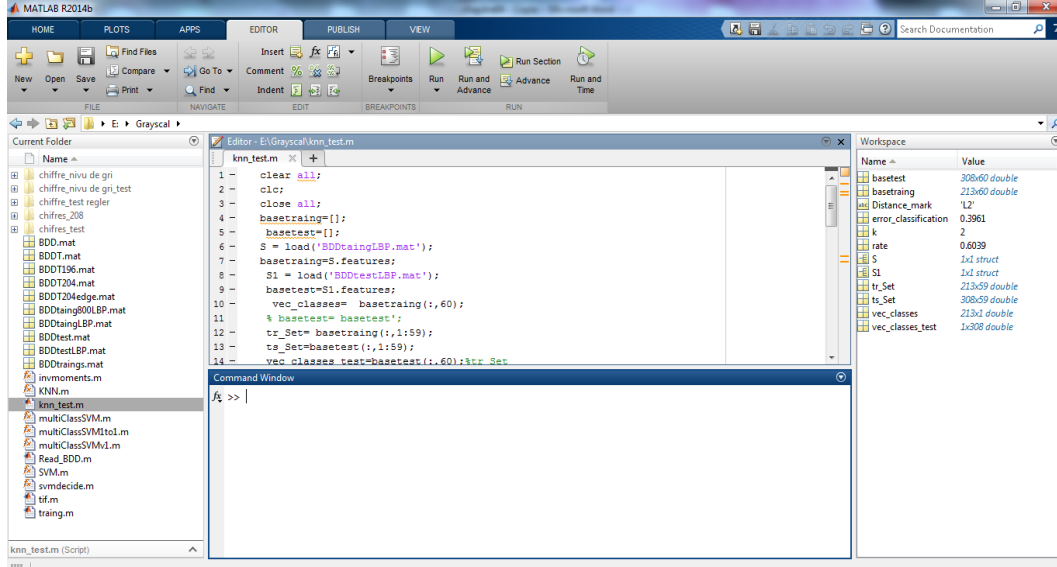 MATLAB R2014b
HOME PLOTS APPS EDITOR PUBLISH VIEW
Search Documentation
New Open Save Find Files Compare Print
Go To Find
Insert fx Comment % Indent
Breakpoints Run Run and Advance Run Section Advance Run and Time
FILE NAVIGATE EDIT BREAKPOINTS RUN
E: Grayscal
Current Folder
Name
chiffre_nivu de gri
chiffre_nivu de gri_test
chiffre_test regler
chifres_208
chifres_test
BDD.mat
BDDT.mat
BDDT196.mat
BDDT204.mat
BDDT204edge.mat
BDDtaing800LBP.mat
BDDtaingLBP.mat
BDDtest.mat
BDDtestLBP.mat
BDDtraings.mat
invmoments.m
KNN.m
knn_test.m
multiClassSVM.m
multiClassSVM1to1.m
multiClassSVMv1.m
Read_BDD.m
SVM.m
svmdecide.m
tif.m
traing.m
knn_test.m (Script)
Editor - E:\Grayscal\knn_test.m
knn_test.m × +
1 – clear all;
2 – clc;
3 – close all;
4 – basetraing=[];
5 – basetest=[];
6 – S = load('BDDtaingLBP.mat');
7 – basetraing=S.features;
8 – S1 = load('BDDtestLBP.mat');
9 – basetest=S1.features;
10 – vec_classes= basetraing(:,60);
11 % basetest= basetest';
12 – tr_Set= basetraing(:,1:59);
13 – ts_Set=basetest(:,1:59);
14 – vec_classes_test=basetest(:,60);%tr_Set
Command Window
fx >>
Workspace
Name Value
basetest 308x60 double
basetraing 213x60 double
abc Distance_mark 'L2'
error_classification 0.3961
k 2
rate 0.6039
S 1x1 struct
S1 1x1 struct
tr_Set 213x59 double
ts_Set 308x59 double
vec_classes 213x1 double
vec_classes_test 1x308 double